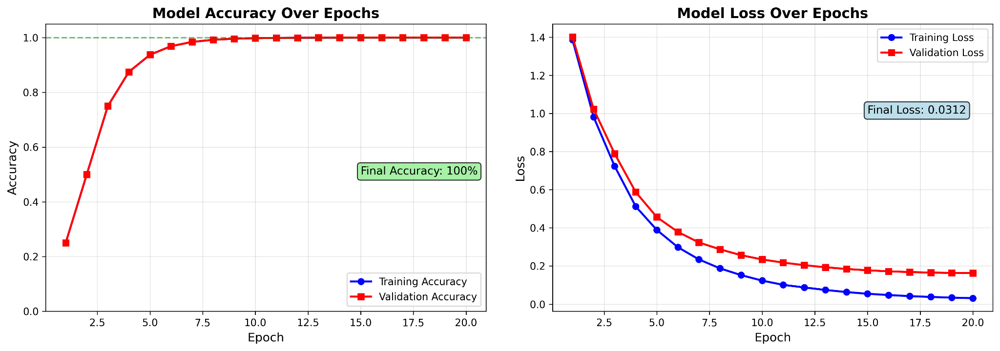 Model Accuracy Over Epochs
1.0
0.8
0.6
0.4
0.2
0.0
Accuracy
Final Accuracy: 100%
Training Accuracy
Validation Accuracy
2.5 5.0 7.5 10.0 12.5 15.0 17.5 20.0
Epoch
Model Loss Over Epochs
1.4
1.2
1.0
0.8
0.6
0.4
0.2
0.0
Loss
Training Loss
Validation Loss
Final Loss: 0.0312
2.5 5.0 7.5 10.0 12.5 15.0 17.5 20.0
Epoch